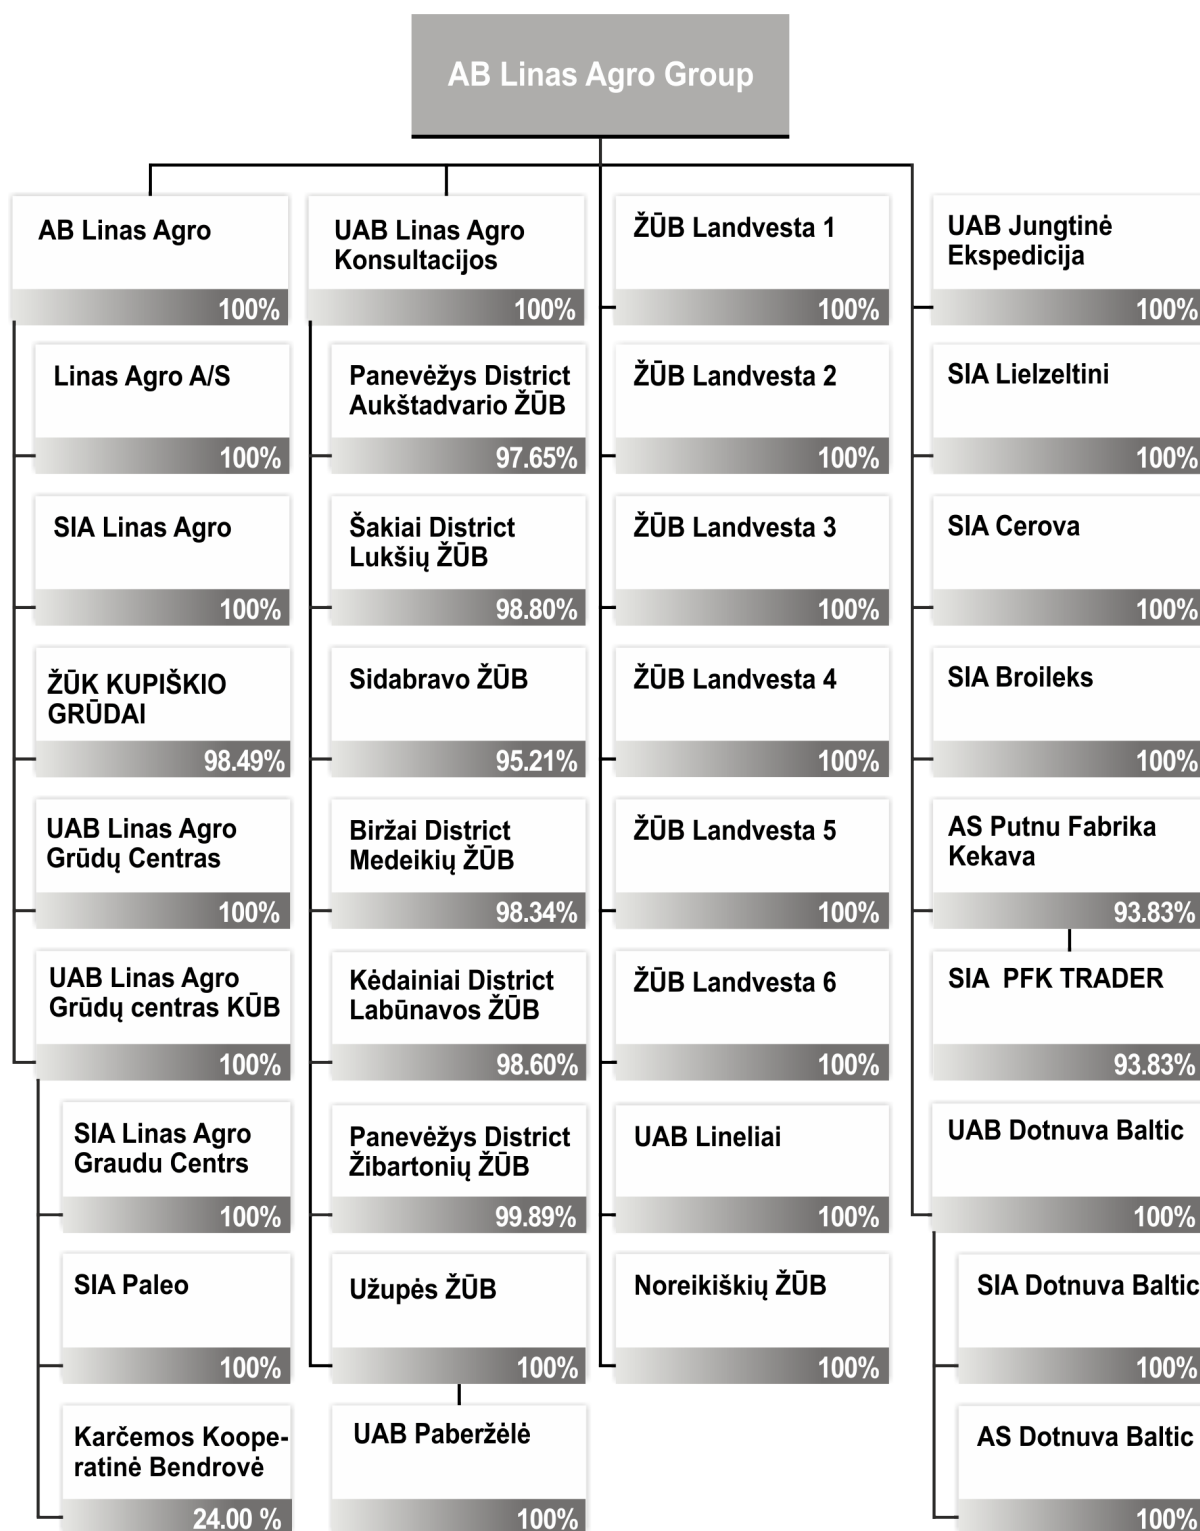 AB Linas Agro Group
AB Linas Agro
100%
Linas Agro A/S
100%
SIA Linas Agro
100%
ŽŪK KUPIŠKIO
GRŪDAI
98.49%
UAB Linas Agro
Grūdų Centras
100%
UAB Linas Agro
Grūdų centras KŪB
100%
SIA Linas Agro
Graudu Centrs
100%
SIA Paleo
100%
Karčemos Koope-
ratinė Bendrovė
24.00 %
UAB Linas Agro
Konsultacijos
100%
Panevėžys District
Aukštadvario ŽŪB
97.65%
Šakiai District
Lukšių ŽŪB
98.80%
Sidabravo ŽŪB
95.21%
Biržai District
Medeikių ŽŪB
98.34%
Kėdainiai District
Labūnavos ŽŪB
98.60%
Panevėžys District
Žibartonių ŽŪB
99.89%
Užupės ŽŪB
100%
UAB Paberžėlė
100%
ŽŪB Landvesta 1
100%
ŽŪB Landvesta 2
100%
ŽŪB Landvesta 3
100%
ŽŪB Landvesta 4
100%
ŽŪB Landvesta 5
100%
ŽŪB Landvesta 6
100%
UAB Lineliai
100%
Noreikiškių ŽŪB
100%
UAB Jungtinė
Ekspedicija
100%
SIA Lielzeltini
100%
SIA Cerova
100%
SIA Broileks
100%
AS Putnu Fabrika
Kekava
93.83%
SIA PFK TRADER
93.83%
UAB Dotnuva Baltic
100%
SIA Dotnuva Baltic
100%
AS Dotnuva Baltic
100%